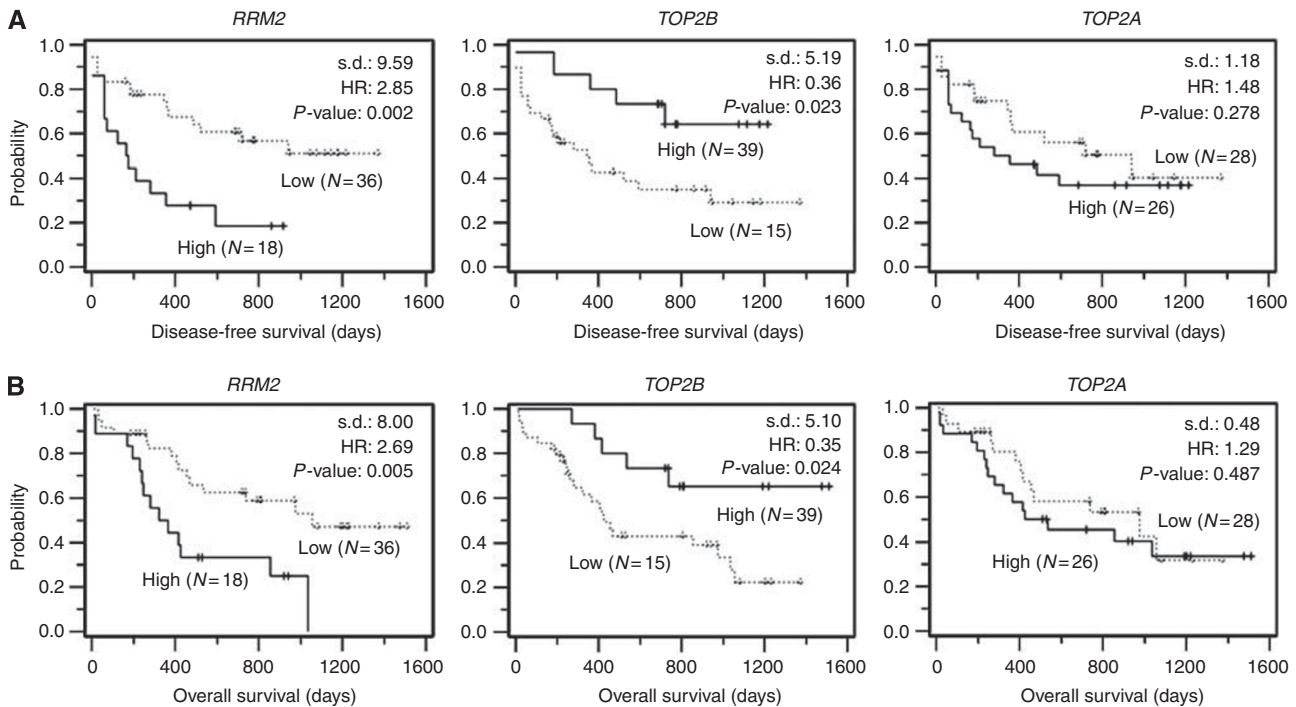 A
RRM2
TOP2B
TOP2A
Probability
1.0
0.8
0.6
0.4
0.2
0.0
s.d.: 9.59
HR: 2.85
P-value: 0.002
Low (N=36)
High (N=18)
0 400 800 1200 1600
Disease-free survival (days)
1.0
0.8
0.6
0.4
0.2
0.0
s.d.: 5.19
HR: 0.36
P-value: 0.023
High (N=39)
Low (N=15)
0 400 800 1200 1600
Disease-free survival (days)
1.0
0.8
0.6
0.4
0.2
0.0
s.d.: 1.18
HR: 1.48
P-value: 0.278
Low (N=28)
High (N=26)
0 400 800 1200 1600
Disease-free survival (days)
B
RRM2
TOP2B
TOP2A
Probability
1.0
0.8
0.6
0.4
0.2
0.0
s.d.: 8.00
HR: 2.69
P-value: 0.005
Low (N=36)
High (N=18)
0 400 800 1200 1600
Overall survival (days)
1.0
0.8
0.6
0.4
0.2
0.0
s.d.: 5.10
HR: 0.35
P-value: 0.024
High (N=39)
Low (N=15)
0 400 800 1200 1600
Overall survival (days)
1.0
0.8
0.6
0.4
0.2
0.0
s.d.: 0.48
HR: 1.29
P-value: 0.487
Low (N=28)
High (N=26)
0 400 800 1200 1600
Overall survival (days)